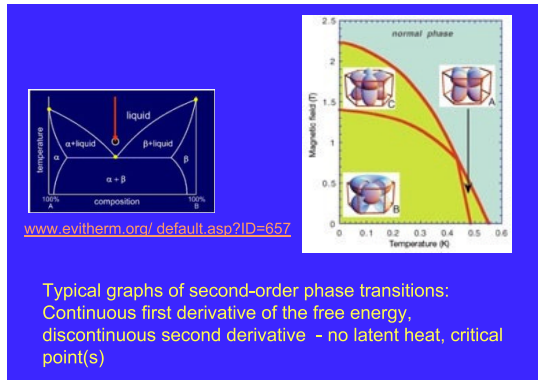 liquid
α+liquid
β+liquid
α
β
α + β
temperature
100%
A
composition
100%
B
www.evitherm.org/ default.asp?ID=657
normal phase
2.5
2
1.5
1
0.5
0
Magnetic field (T)
C
A
B
0 0.1 0.2 0.3 0.4 0.5 0.6
Temperature (K)
Typical graphs of second-order phase transitions:
Continuous first derivative of the free energy,
discontinuous second derivative - no latent heat, critical
point(s)